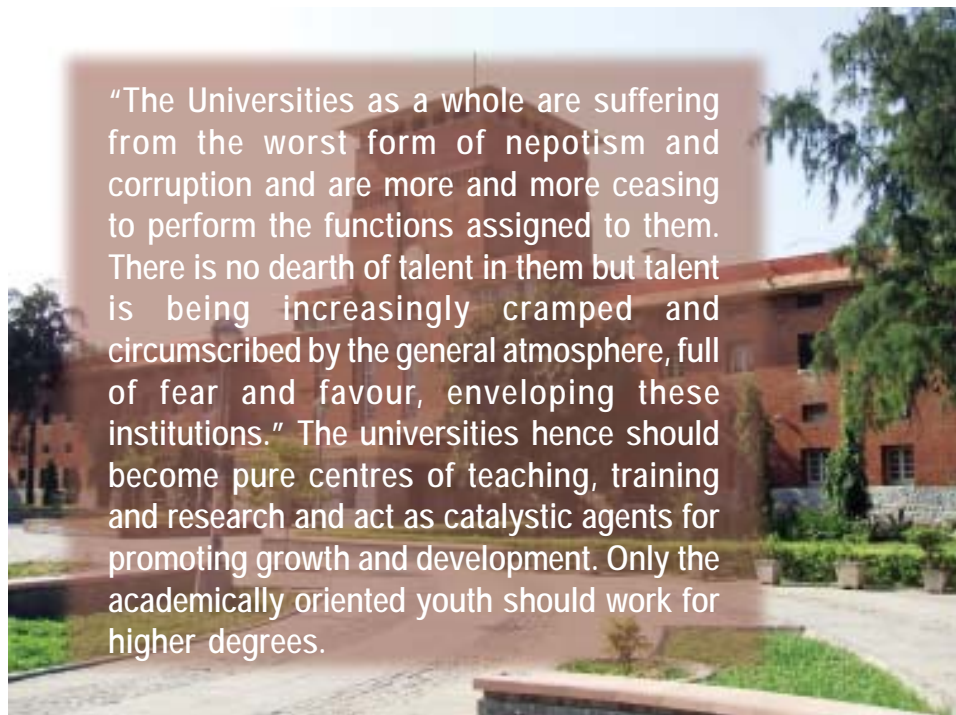 “The Universities as a whole are suffering
from the worst form of nepotism and
corruption and are more and more ceasing
to perform the functions assigned to them.
There is no dearth of talent in them but talent
is being increasingly cramped and
circumscribed by the general atmosphere, full
of fear and favour, enveloping these
institutions.” The universities hence should
become pure centres of teaching, training
and research and act as catalystic agents for
promoting growth and development. Only the
academically oriented youth should work for
higher degrees.